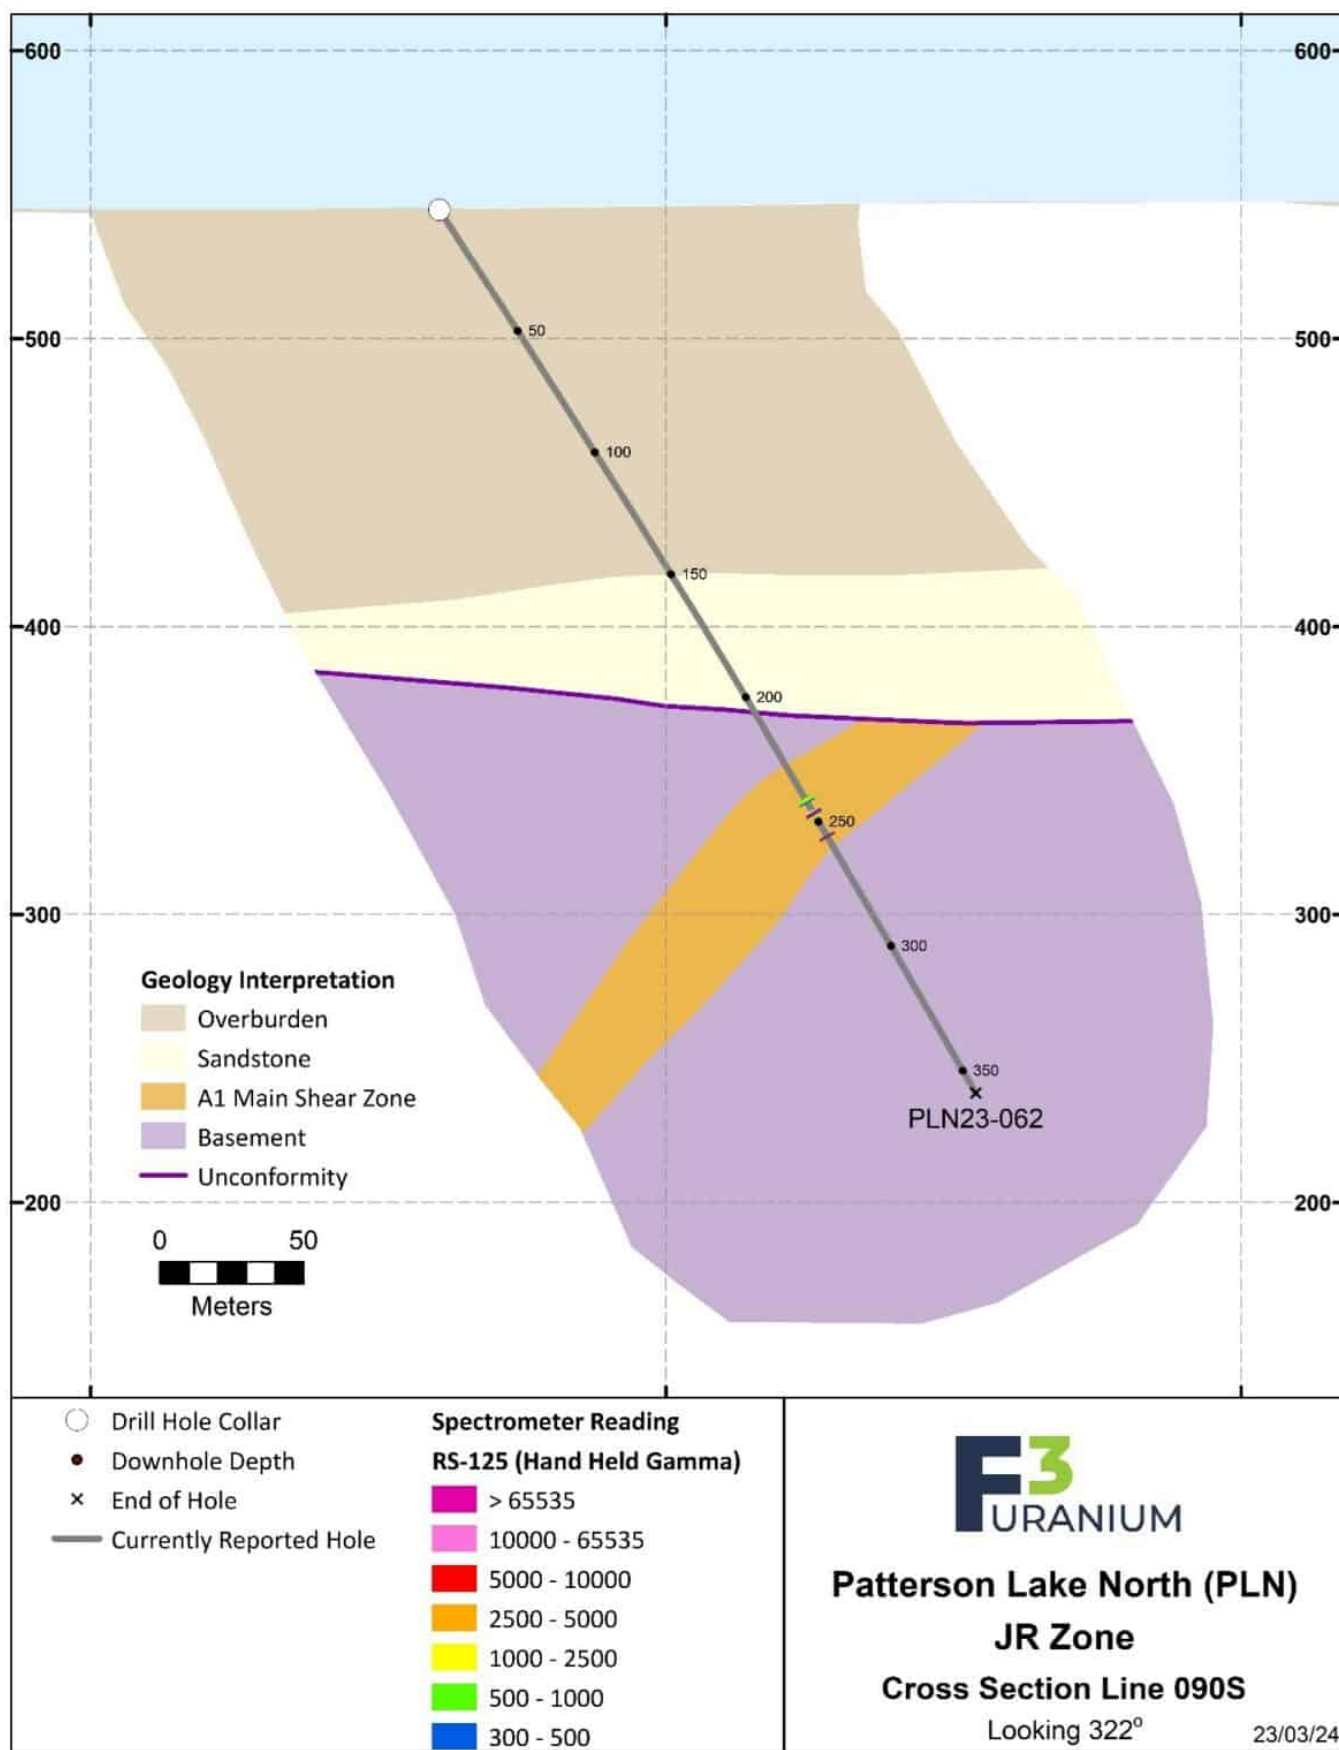 600
600
500
500
400
400
300
300
200
200
50
100
150
200
250
300
350
PLN23-062
Geology Interpretation
Overburden
Sandstone
A1 Main Shear Zone
Basement
Unconformity
0 50
Meters
Drill Hole Collar
Downhole Depth
End of Hole
Currently Reported Hole
Spectrometer Reading
RS-125 (Hand Held Gamma)
> 65535
10000 - 65535
5000 - 10000
2500 - 5000
1000 - 2500
500 - 1000
300 - 500
F3
URANIUM
Patterson Lake North (PLN)
JR Zone
Cross Section Line 090S
Looking 322°
23/03/24